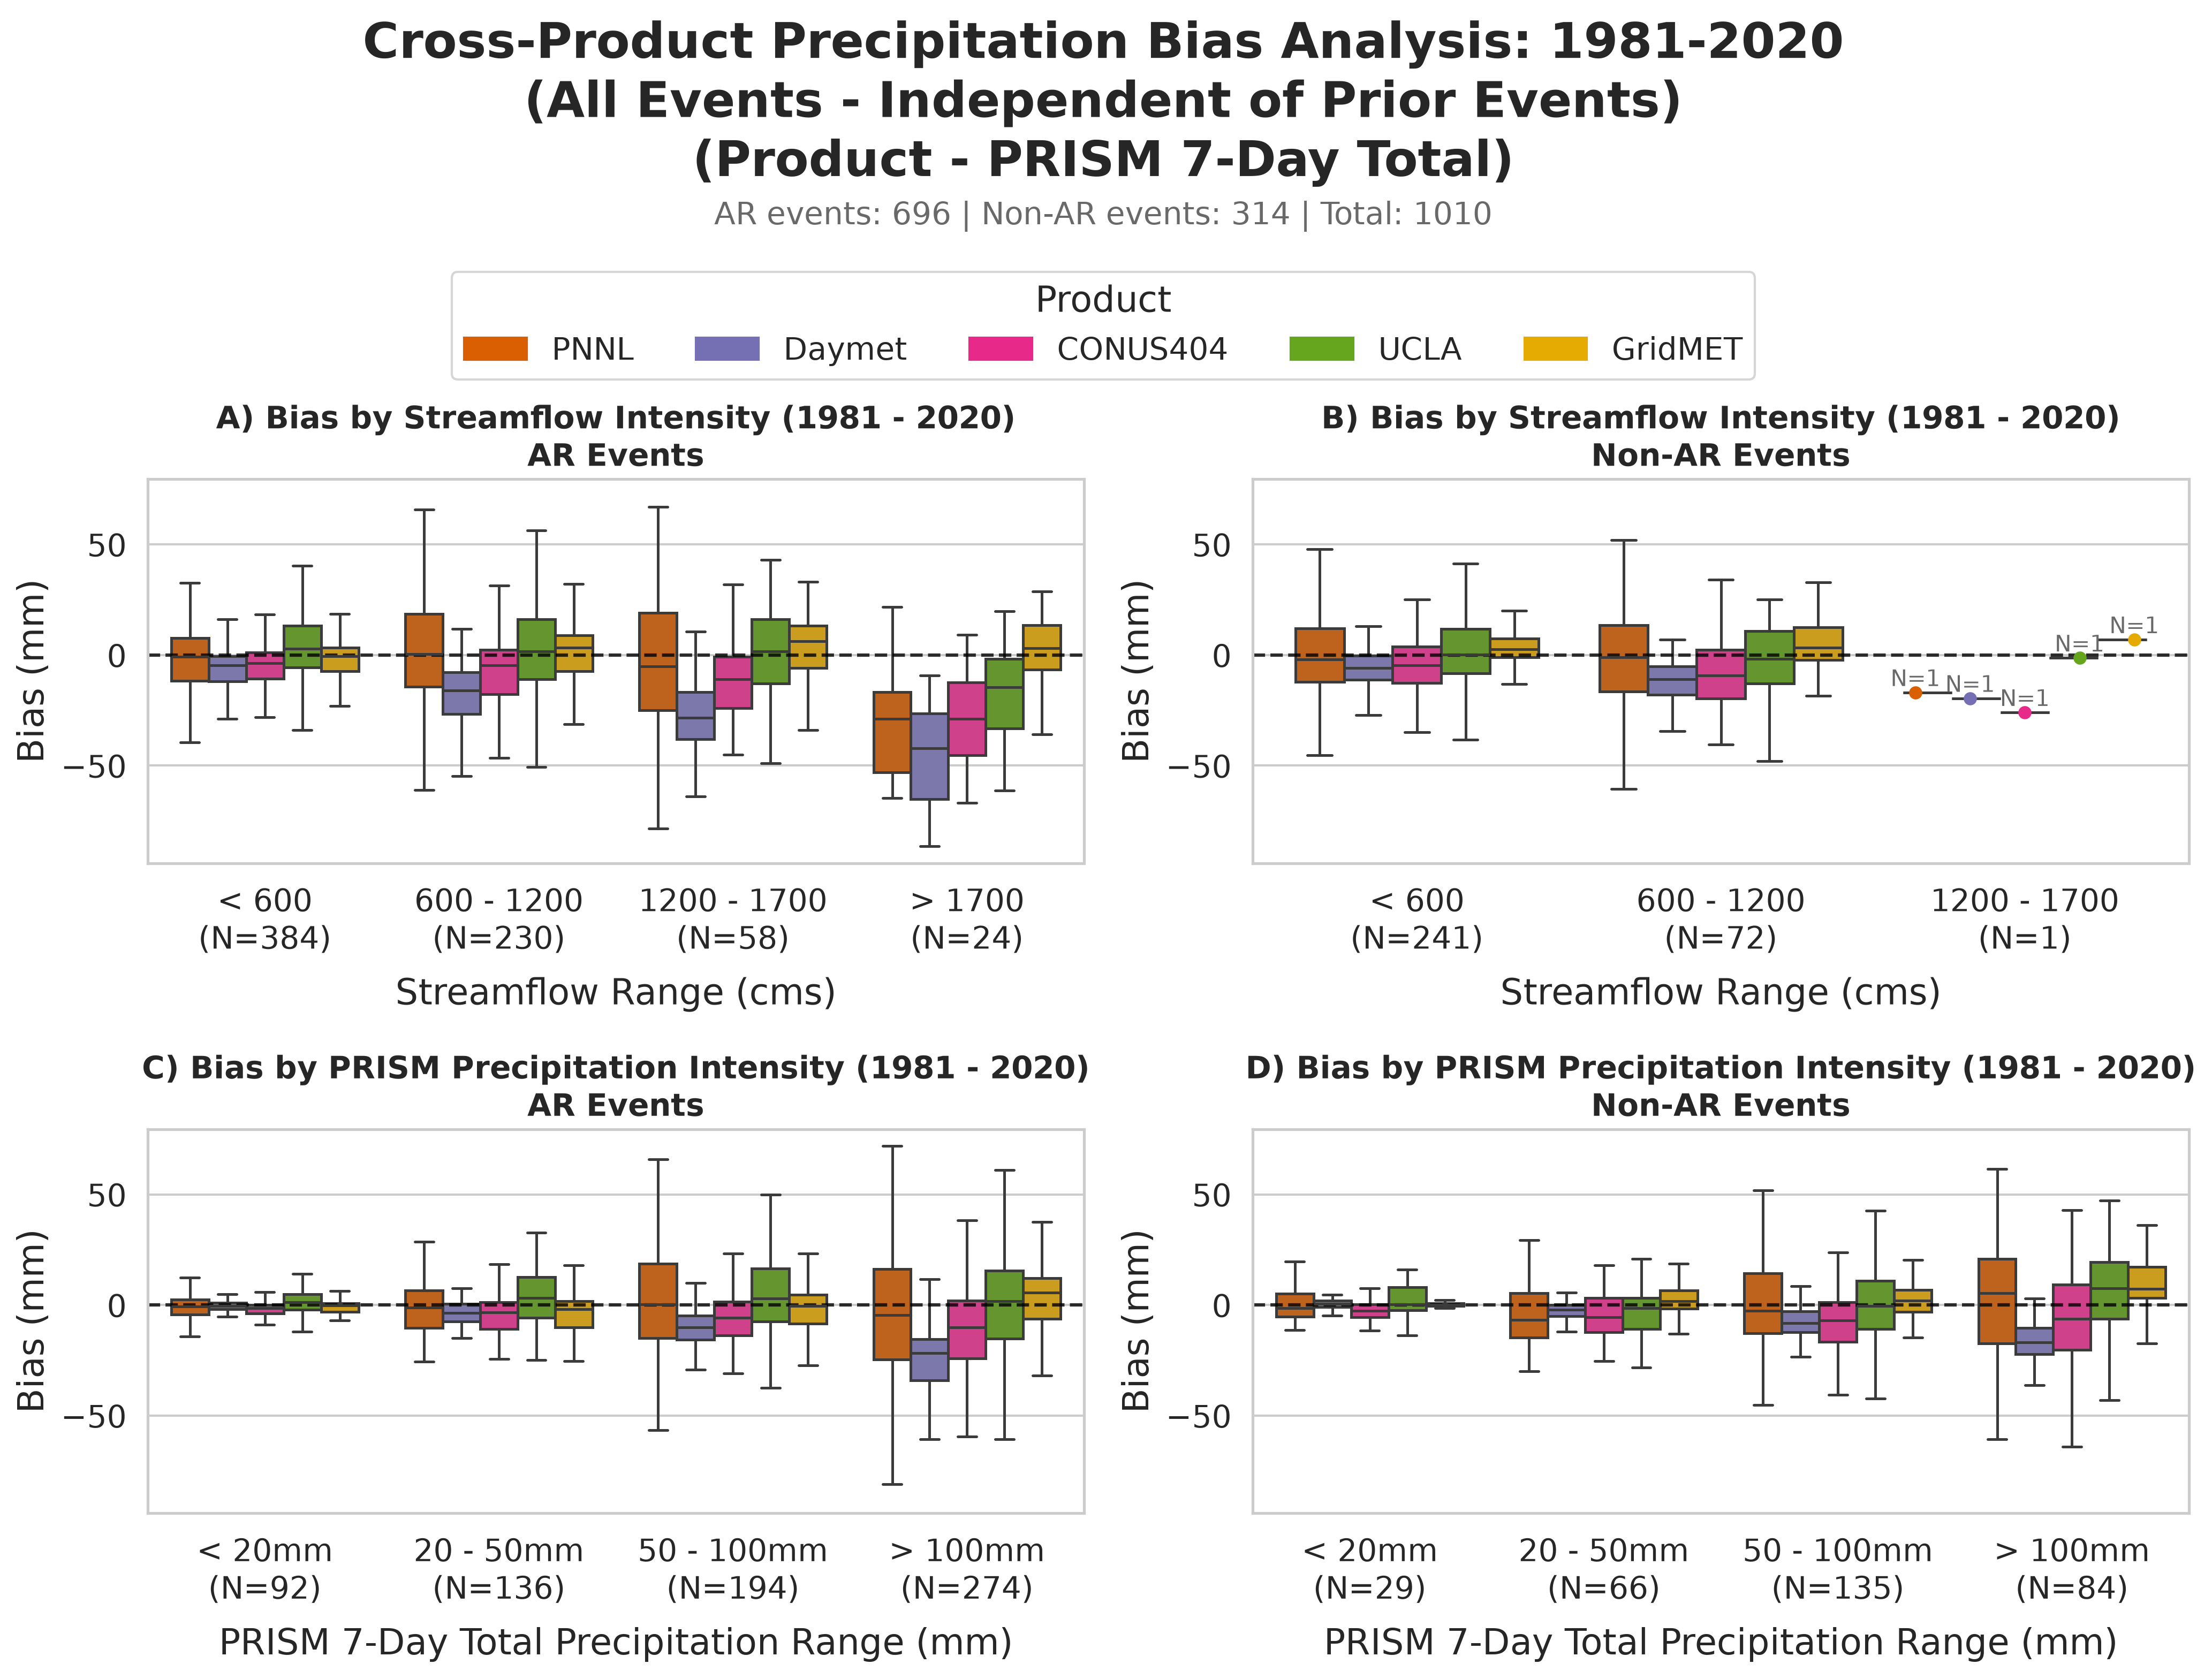 Cross-Product Precipitation Bias Analysis: 1981-2020
(All Events - Independent of Prior Events)
(Product - PRISM 7-Day Total)
AR events: 696 | Non-AR events: 314 | Total: 1010
Product
PNNL Daymet CONUS404 UCLA GridMET
A) Bias by Streamflow Intensity (1981 - 2020)
AR Events
Bias (mm)
50
0
−50
< 600 600 - 1200 1200 - 1700 > 1700
(N=384) (N=230) (N=58) (N=24)
Streamflow Range (cms)
B) Bias by Streamflow Intensity (1981 - 2020)
Non-AR Events
Bias (mm)
50
0
−50
N=1 N=1 N=1 N=1 N=1
< 600 600 - 1200 1200 - 1700
(N=241) (N=72) (N=1)
Streamflow Range (cms)
C) Bias by PRISM Precipitation Intensity (1981 - 2020)
AR Events
Bias (mm)
50
0
−50
< 20mm 20 - 50mm 50 - 100mm > 100mm
(N=92) (N=136) (N=194) (N=274)
PRISM 7-Day Total Precipitation Range (mm)
D) Bias by PRISM Precipitation Intensity (1981 - 2020)
Non-AR Events
Bias (mm)
50
0
−50
< 20mm 20 - 50mm 50 - 100mm > 100mm
(N=29) (N=66) (N=135) (N=84)
PRISM 7-Day Total Precipitation Range (mm)